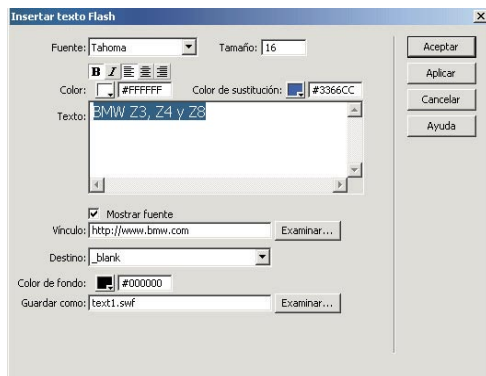 Insertar texto Flash
Fuente: Tahoma Tamaño: 16 Aceptar
B I Aplicar
Color: #FFFFFF Color de sustitución: #3366CC
Cancelar
Texto: BMW Z3, Z4 y Z8
Ayuda
Mostrar fuente
Vínculo: http://www.bmw.com Examinar...
Destino: _blank
Color de fondo: #000000
Guardar como: text1.swf Examinar...